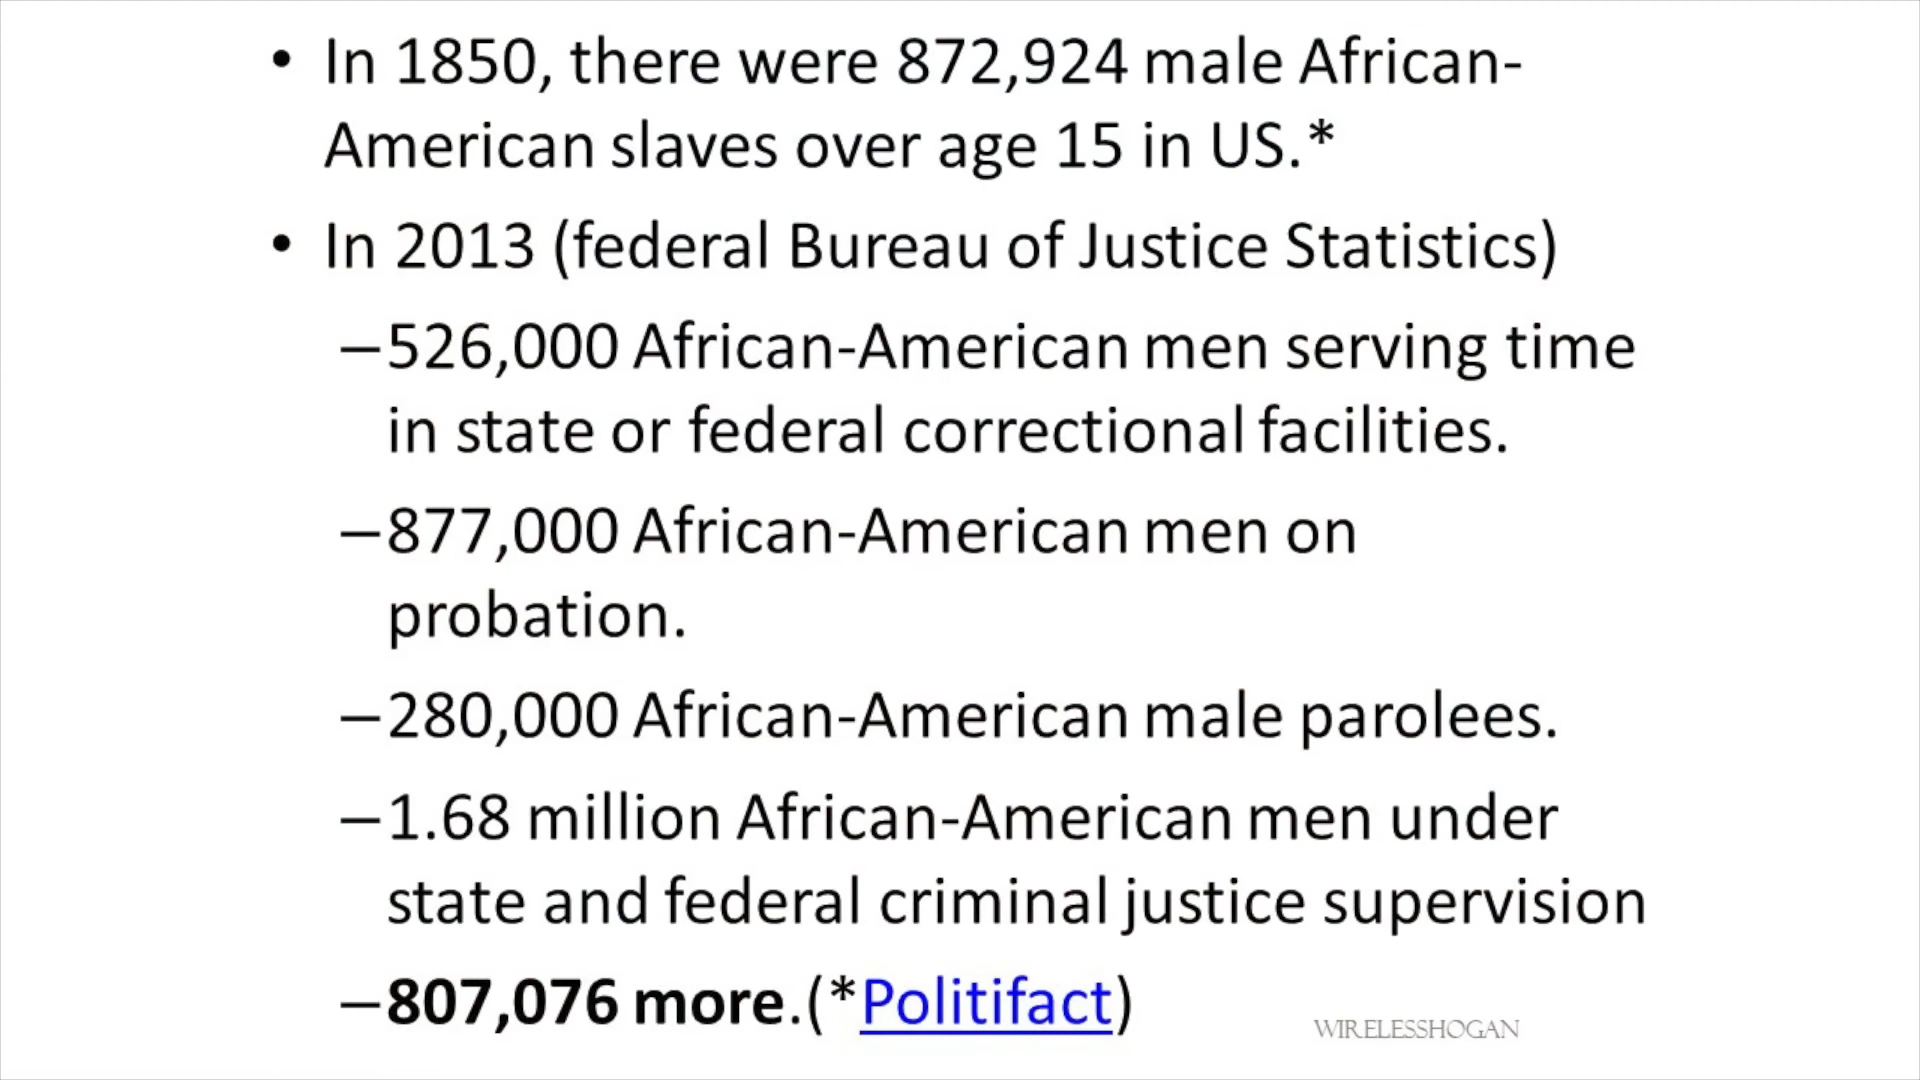 • In 1850, there were 872,924 male African-
American slaves over age 15 in US.*
• In 2013 (federal Bureau of Justice Statistics)
–526,000 African-American men serving time
in state or federal correctional facilities.
–877,000 African-American men on
probation.
–280,000 African-American male parolees.
–1.68 million African-American men under
state and federal criminal justice supervision
–807,076 more.(*Politifact)
WIRELESSHOGAN